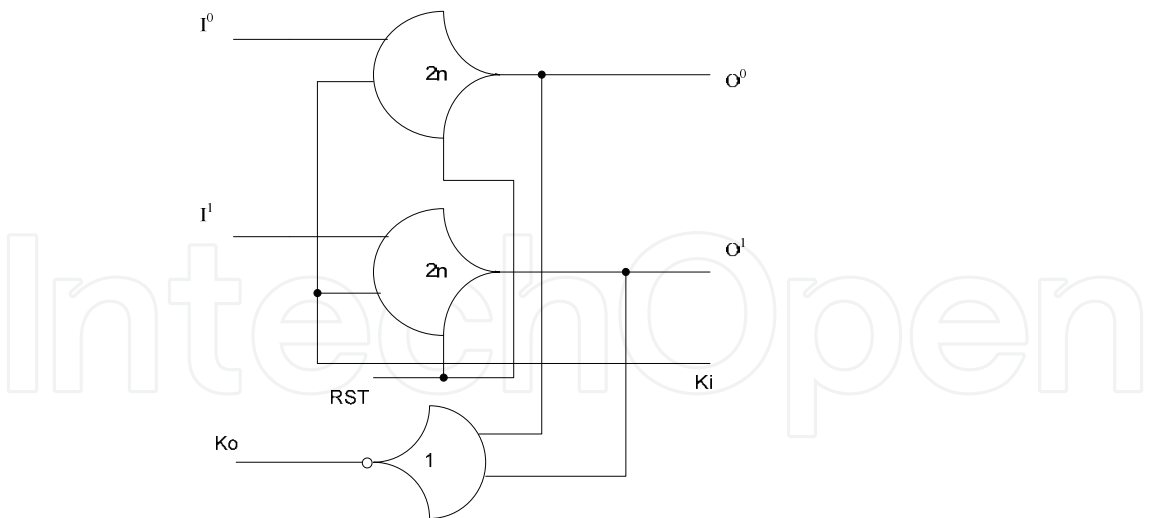 I⁰
2n
O⁰
I¹
2n
O¹
IntechOpen
Ki
RST
Ko
1